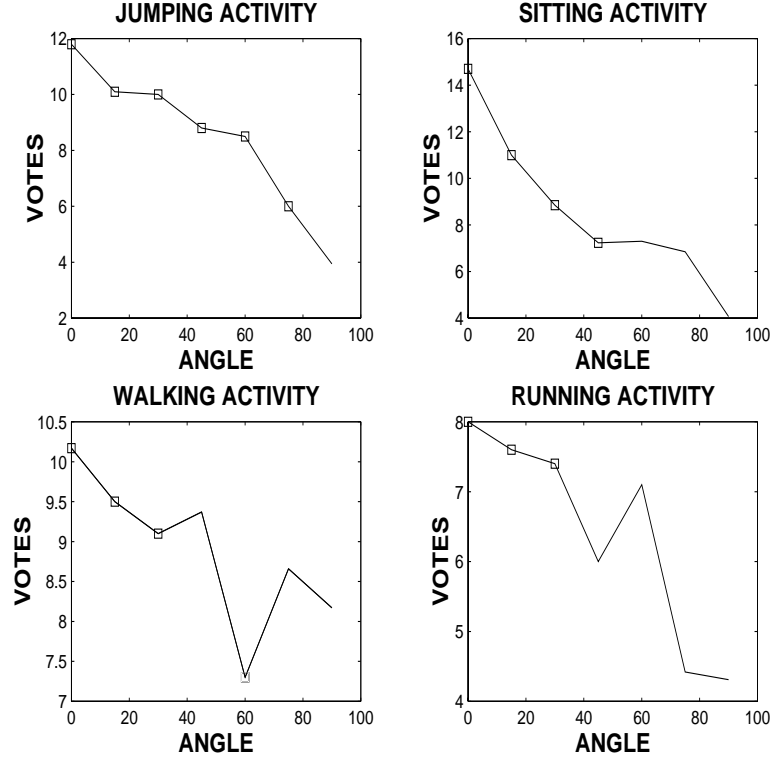 JUMPING ACTIVITY
12
10
8
6
4
2
VOTES
0 20 40 60 80 100
ANGLE
SITTING ACTIVITY
16
14
12
10
8
6
4
VOTES
0 20 40 60 80 100
ANGLE
WALKING ACTIVITY
10.5
10
9.5
9
8.5
8
7.5
7
VOTES
0 20 40 60 80 100
ANGLE
RUNNING ACTIVITY
8
7
6
5
4
VOTES
0 20 40 60 80 100
ANGLE